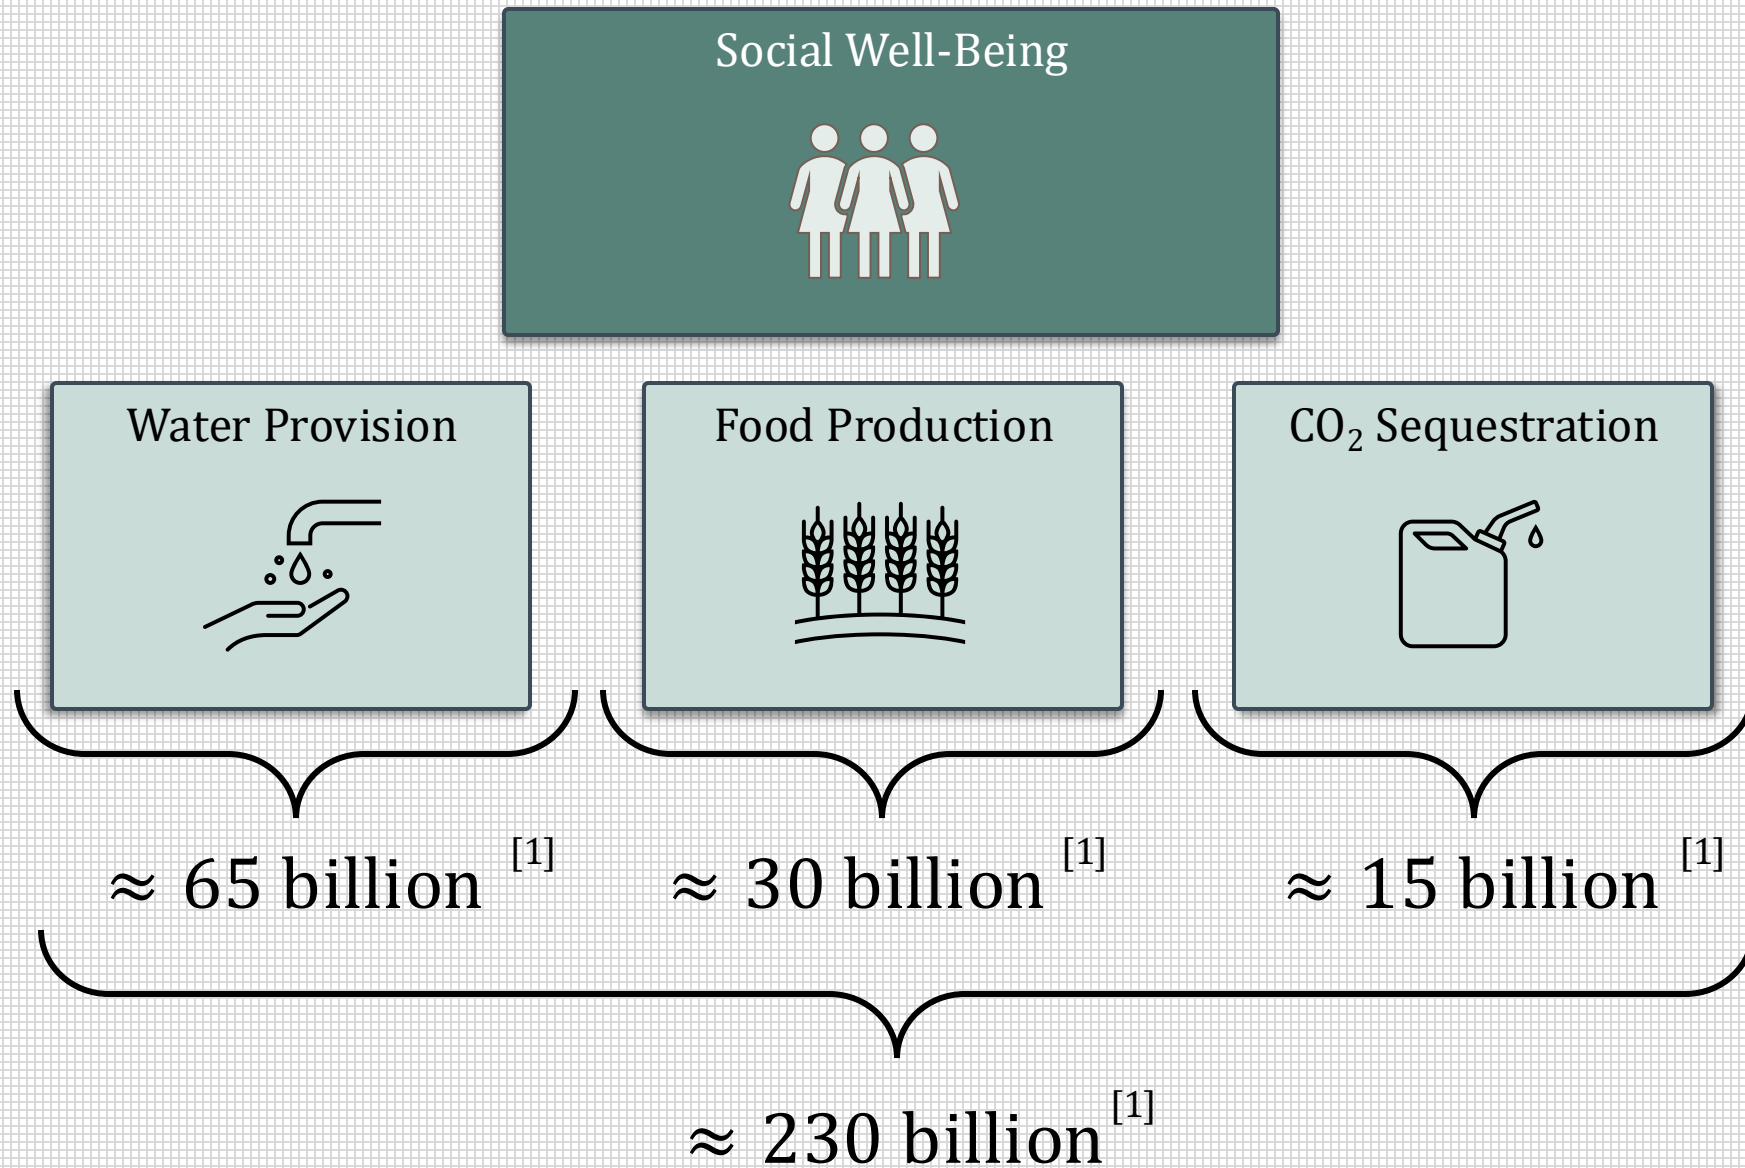 Social Well-Being
Water Provision
Food Production
CO₂ Sequestration
≈ 65 billion [1]
≈ 30 billion [1]
≈ 15 billion [1]
≈ 230 billion [1]